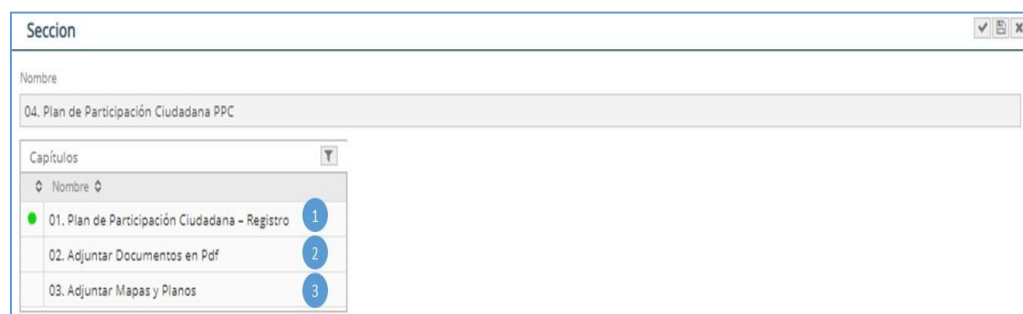 Seccion
Nombre
04. Plan de Participación Ciudadana PPC
Capítulos
Nombre
01. Plan de Participación Ciudadana – Registro 1
02. Adjuntar Documentos en Pdf 2
03. Adjuntar Mapas y Planos 3